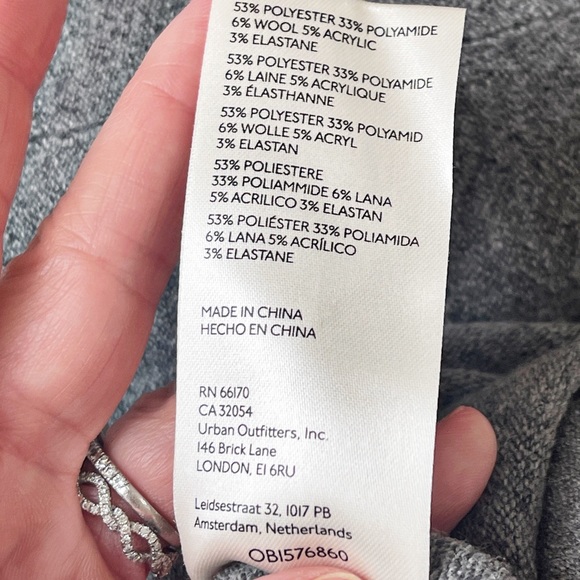 53% POLYESTER 33% POLYAMIDE
6% WOOL 5% ACRYLIC
3% ELASTANE
53% POLYESTER 33% POLYAMIDE
6% LAINE 5% ACRYLIQUE
3% ÉLASTHANNE
53% POLYESTER 33% POLYAMID
6% WOLLE 5% ACRYL
3% ELASTAN
53% POLIESTERE
33% POLIAMMIDE 6% LANA
5% ACRILICO 3% ELASTAN
53% POLIÉSTER 33% POLIAMIDA
6% LANA 5% ACRÍLICO
3% ELASTANE
MADE IN CHINA
HECHO EN CHINA
RN 66170
CA 32054
Urban Outfitters, Inc.
146 Brick Lane
LONDON, E1 6RU
Leidsestraat 32, 1017 PB
Amsterdam, Netherlands
OB1576860